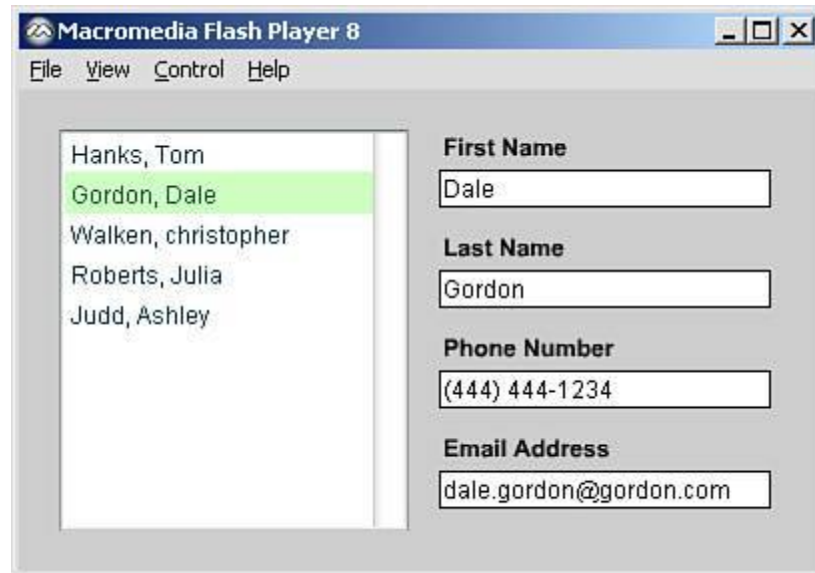 Macromedia Flash Player 8
File View Control Help
Hanks, Tom
Gordon, Dale
Walken, christopher
Roberts, Julia
Judd, Ashley
First Name
Dale
Last Name
Gordon
Phone Number
(444) 444-1234
Email Address
dale.gordon@gordon.com